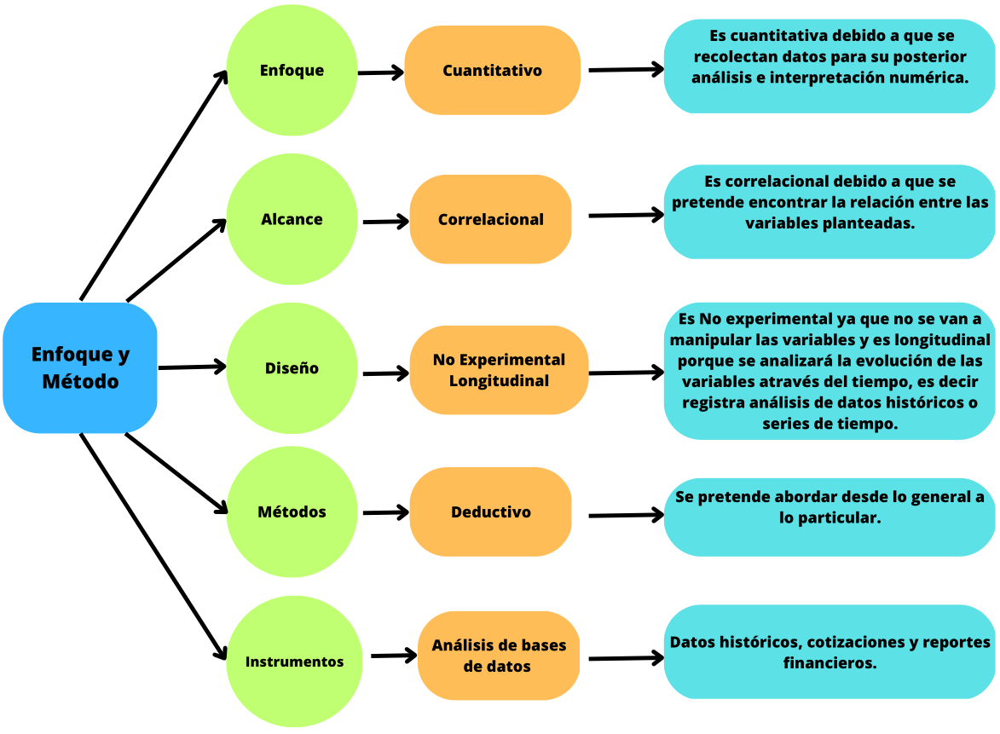 Enfoque y
Método
Enfoque
Cuantitativo
Es cuantitativa debido a que se
recolectan datos para su posterior
análisis e interpretación numérica.
Alcance
Correlacional
Es correlacional debido a que se
pretende encontrar la relación entre las
variables planteadas.
Diseño
No Experimental
Longitudinal
Es No experimental ya que no se van a
manipular las variables y es longitudinal
porque se analizará la evolución de las
variables através del tiempo, es decir
registra análisis de datos históricos o
series de tiempo.
Métodos
Deductivo
Se pretende abordar desde lo general a
lo particular.
Instrumentos
Análisis de bases
de datos
Datos históricos, cotizaciones y reportes
financieros.